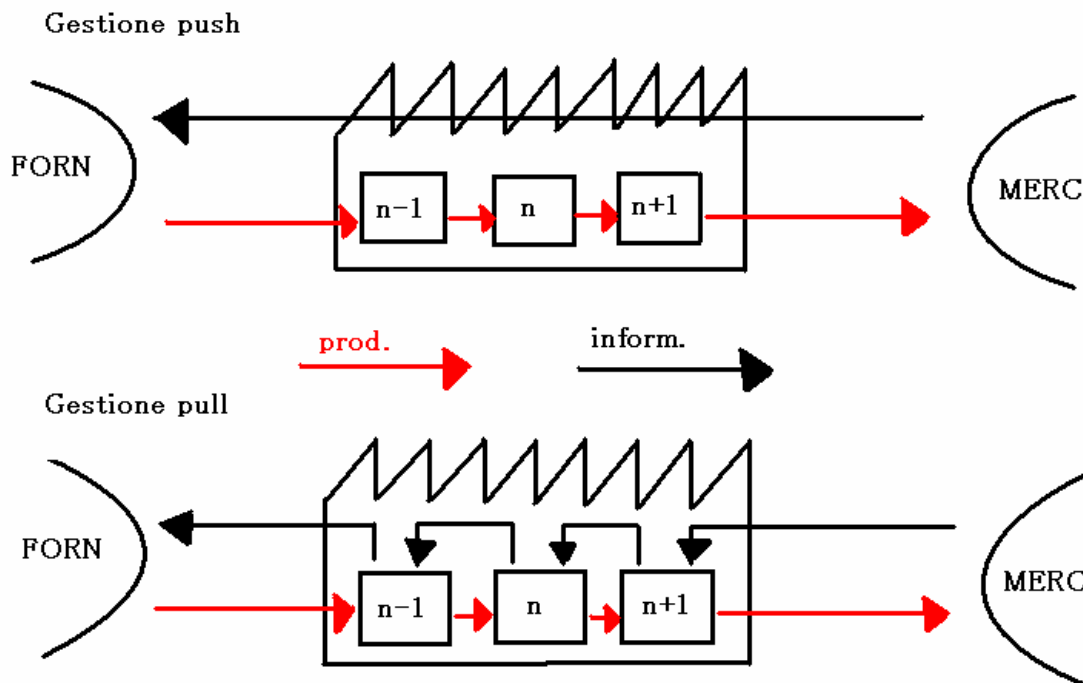 Gestione push
FORN
n-1
n
n+1
MERC
prod.
inform.
Gestione pull
FORN
n-1
n
n+1
MERC